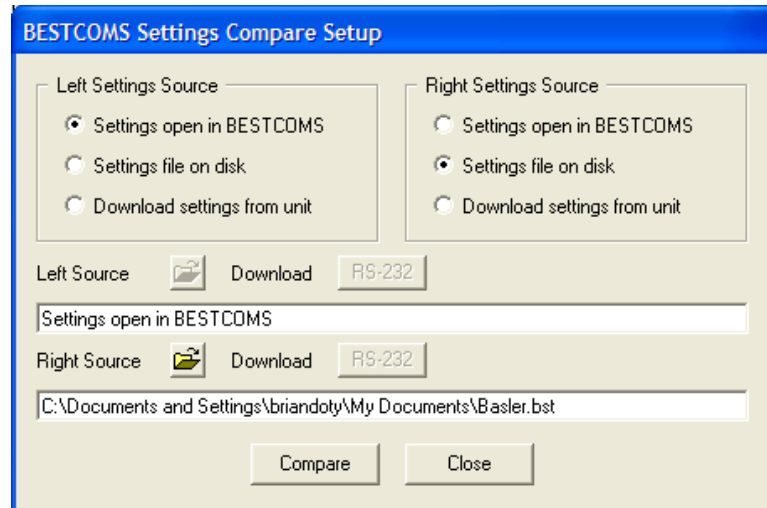 BESTCOMS Settings Compare Setup
Left Settings Source
Settings open in BESTCOMS
Settings file on disk
Download settings from unit
Right Settings Source
Settings open in BESTCOMS
Settings file on disk
Download settings from unit
Left Source Download RS-232
Settings open in BESTCOMS
Right Source Download RS-232
C:\Documents and Settings\briandoty\My Documents\Basler.bst
Compare Close